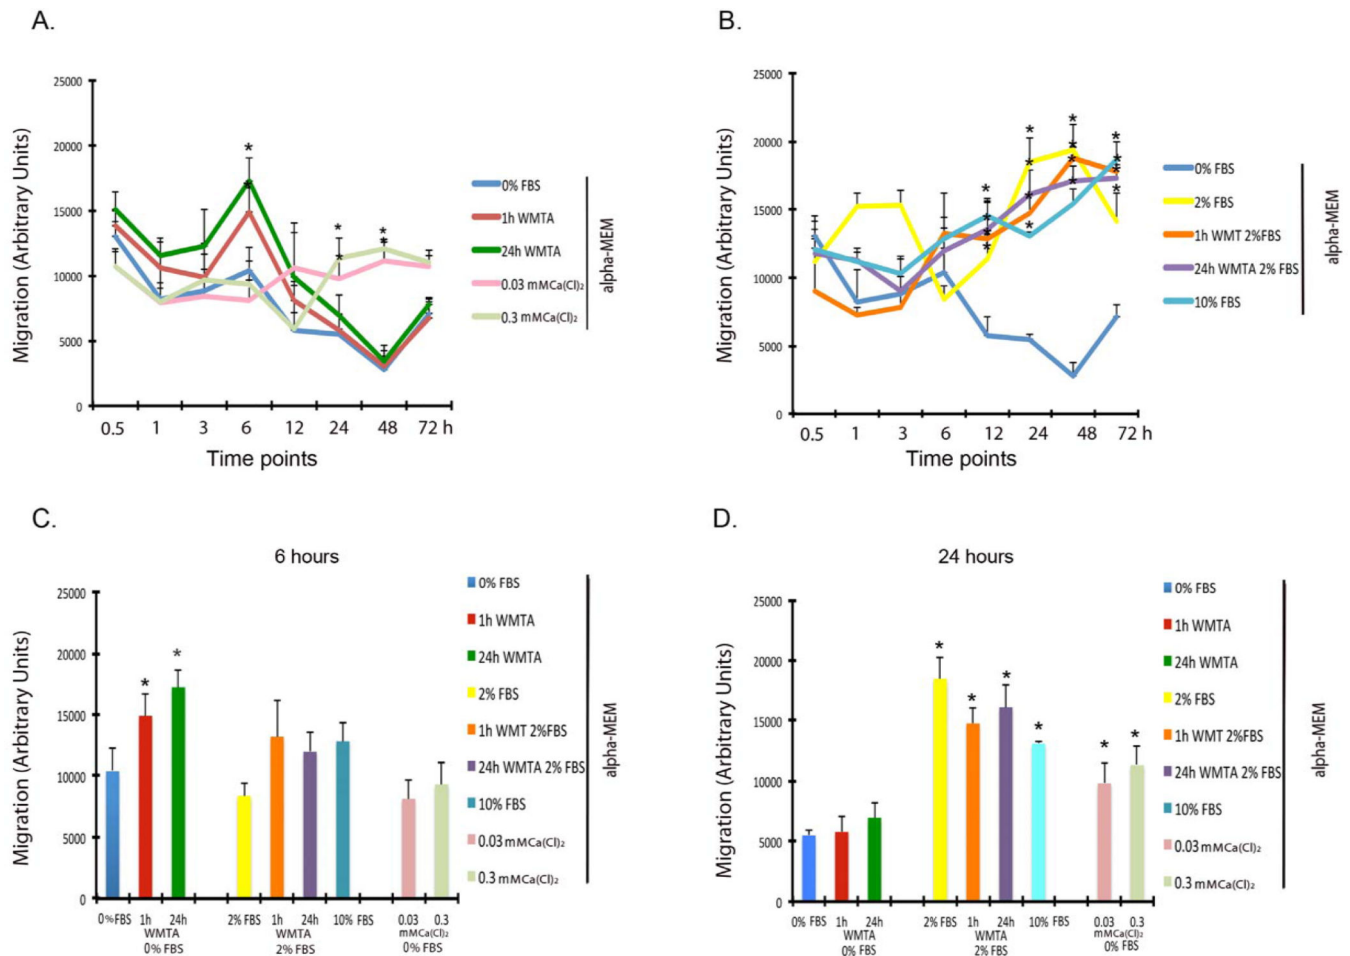 A.
25000
20000
15000
10000
5000
0
Migration (Arbitrary Units)
* * *
0.5 1 3 6 12 24 48 72 h
Time points
0% FBS
1h WMTA
24h WMTA
0.03 mMCa(Cl)₂
0.3 mMCa(Cl)₂
alpha-MEM
B.
25000
20000
15000
10000
5000
0
Migration (Arbitrary Units)
0.5 1 3 6 12 24 48 72 h
Time points
0% FBS
2% FBS
1h WMT 2%FBS
24h WMTA 2% FBS
10% FBS
alpha-MEM
C.
6 hours
25000
20000
15000
10000
5000
0
Migration (Arbitrary Units)
* *
0%FBS 1h 24h 2% FBS 1h 24h 10% FBS 0.03 0.3
WMTA WMTA mMCa(Cl)₂
0% FBS 2% FBS 0% FBS
0% FBS
1h WMTA
24h WMTA
2% FBS
1h WMT 2%FBS
24h WMTA 2% FBS
10% FBS
0.03 mMCa(Cl)₂
0.3 mMCa(Cl)₂
alpha-MEM
D.
24 hours
25000
20000
15000
10000
5000
0
Migration (Arbitrary Units)
* * * * * *
0% FBS 1h 24h 2% FBS 1h 24h 10% FBS 0.03 0.3
WMTA WMTA mMCa(Cl)₂
0% FBS 2% FBS 0% FBS
0% FBS
1h WMTA
24h WMTA
2% FBS
1h WMT 2%FBS
24h WMTA 2% FBS
10% FBS
0.03 mMCa(Cl)₂
0.3 mMCa(Cl)₂
alpha-MEM